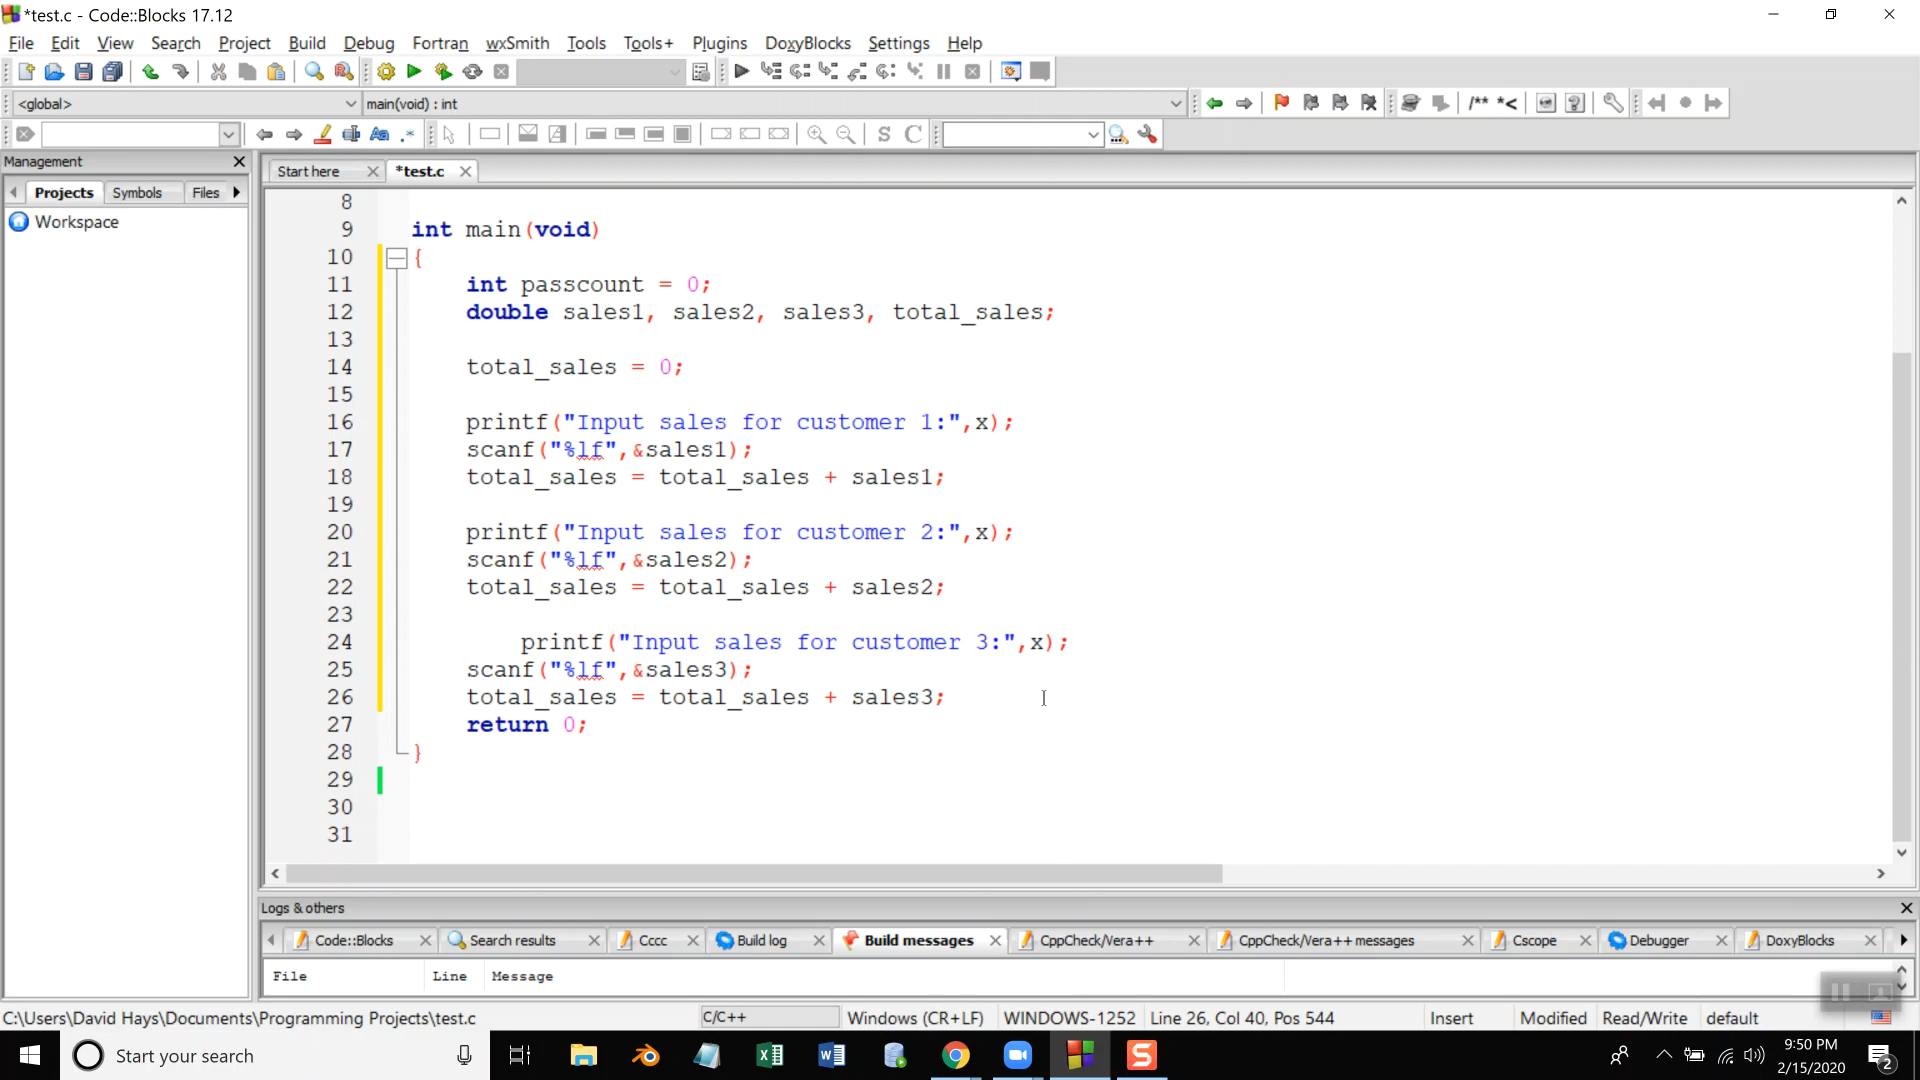 *test.c - Code::Blocks 17.12
File Edit View Search Project Build Debug Fortran wxSmith Tools Tools+ Plugins DoxyBlocks Settings Help
<global> main(void) : int /** *<
Aa .* S C
Management
Start here *test.c
Projects Symbols Files
Workspace
8
9 int main(void)
10 {
11 int passcount = 0;
12 double sales1, sales2, sales3, total_sales;
13
14 total_sales = 0;
15
16 printf("Input sales for customer 1:",x);
17 scanf("%lf",&sales1);
18 total_sales = total_sales + sales1;
19
20 printf("Input sales for customer 2:",x);
21 scanf("%lf",&sales2);
22 total_sales = total_sales + sales2;
23
24 printf("Input sales for customer 3:",x);
25 scanf("%lf",&sales3);
26 total_sales = total_sales + sales3;
27 return 0;
28 }
29
30
31
Logs & others
Code::Blocks Search results Cccc Build log Build messages CppCheck/Vera++ CppCheck/Vera++ messages Cscope Debugger DoxyBlocks
File Line Message
C:\Users\David Hays\Documents\Programming Projects\test.c C/C++ Windows (CR+LF) WINDOWS-1252 Line 26, Col 40, Pos 544 Insert Modified Read/Write default
Start your search
9:50 PM
2/15/2020
2